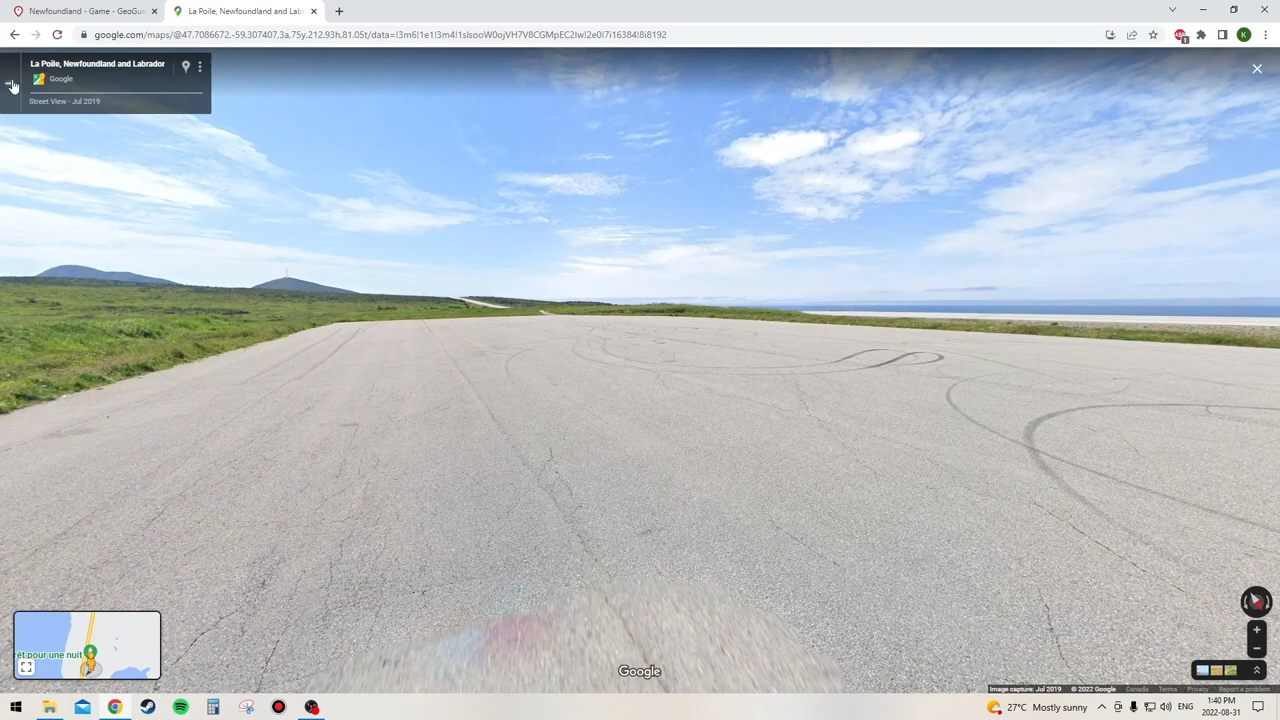 Newfoundland - Game - GeoGu
La Poile, Newfoundland and Lab
google.com/maps/@47.7086672,-59.307407,3a,75y,212.93h,81.05t/data=!3m6!1e1!3m4!1sIsooW0ojVH7V8CGMpEC2Iw!2e0!7i16384!8i8192
1
K
La Poile, Newfoundland and Labrador
Google
Street View - Jul 2019
rêt pour une nuit
Google
Image capture: Jul 2019 © 2022 Google Canada Terms Privacy Report a problem
27°C Mostly sunny
ENG
1:40 PM
2022-08-31